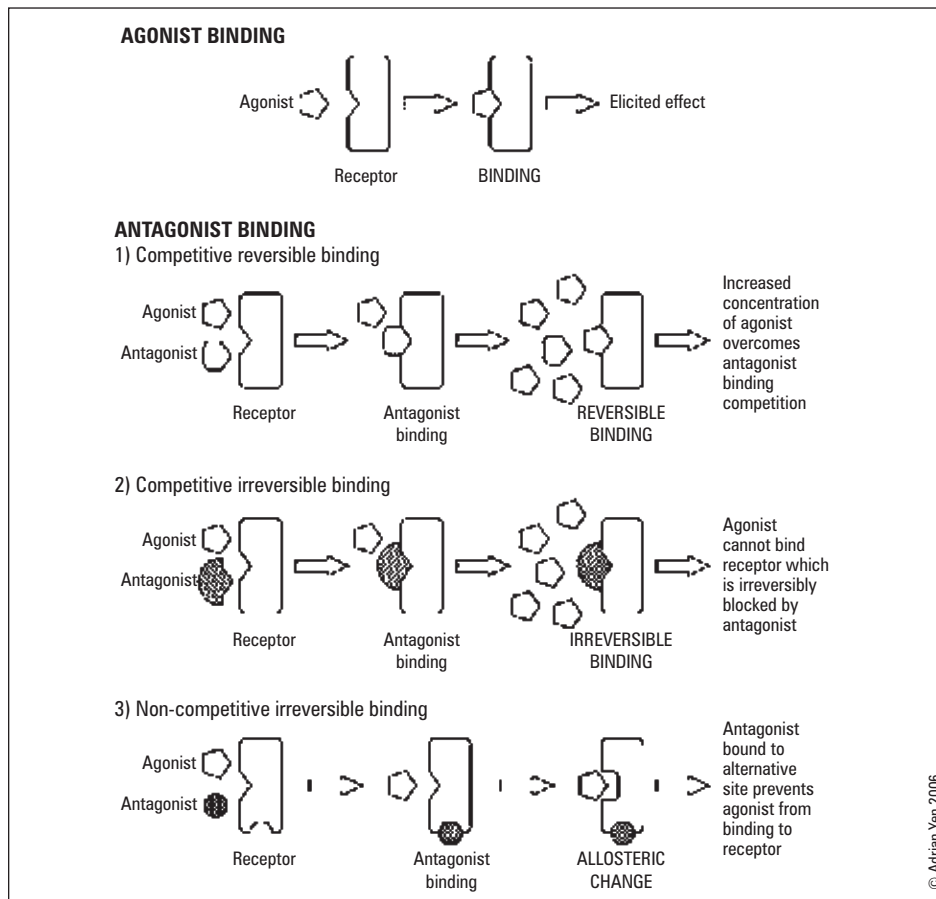 AGONIST BINDING
Agonist
Elicited effect
Receptor
BINDING
ANTAGONIST BINDING
1) Competitive reversible binding
Agonist
Antagonist
Receptor
Antagonist
binding
REVERSIBLE
BINDING
Increased
concentration
of agonist
overcomes
antagonist
binding
competition
2) Competitive irreversible binding
Agonist
Antagonist
Receptor
Antagonist
binding
IRREVERSIBLE
BINDING
Agonist
cannot bind
receptor which
is irreversibly
blocked by
antagonist
3) Non-competitive irreversible binding
Agonist
Antagonist
Receptor
Antagonist
binding
ALLOSTERIC
CHANGE
Antagonist
bound to
alternative
site prevents
agonist from
binding to
receptor
© Adrian Yen 2006